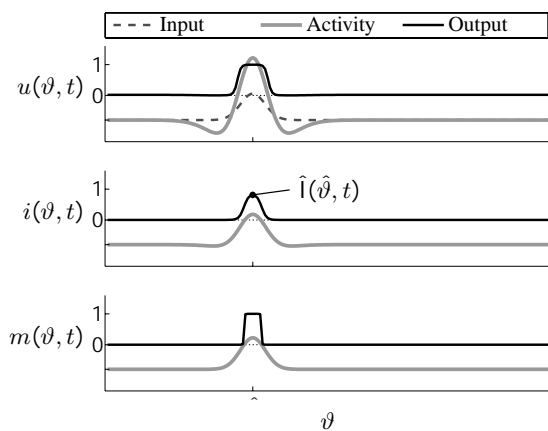 Input Activity Output
u(ϑ, t)
1
0
Î(ϑ̂, t)
i(ϑ, t)
1
0
m(ϑ, t)
1
0
ϑ